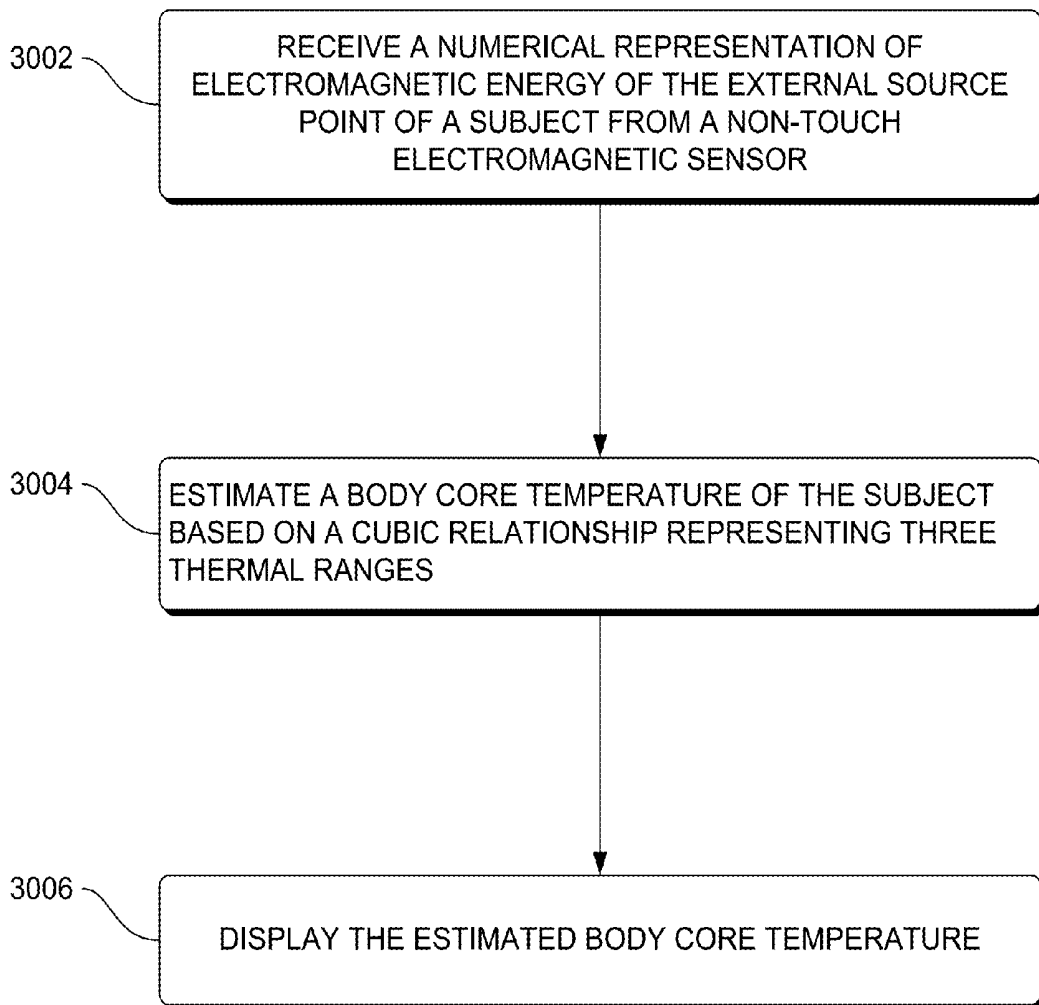 3002
RECEIVE A NUMERICAL REPRESENTATION OF
ELECTROMAGNETIC ENERGY OF THE EXTERNAL SOURCE
POINT OF A SUBJECT FROM A NON-TOUCH
ELECTROMAGNETIC SENSOR
3004
ESTIMATE A BODY CORE TEMPERATURE OF THE SUBJECT
BASED ON A CUBIC RELATIONSHIP REPRESENTING THREE
THERMAL RANGES
3006
DISPLAY THE ESTIMATED BODY CORE TEMPERATURE